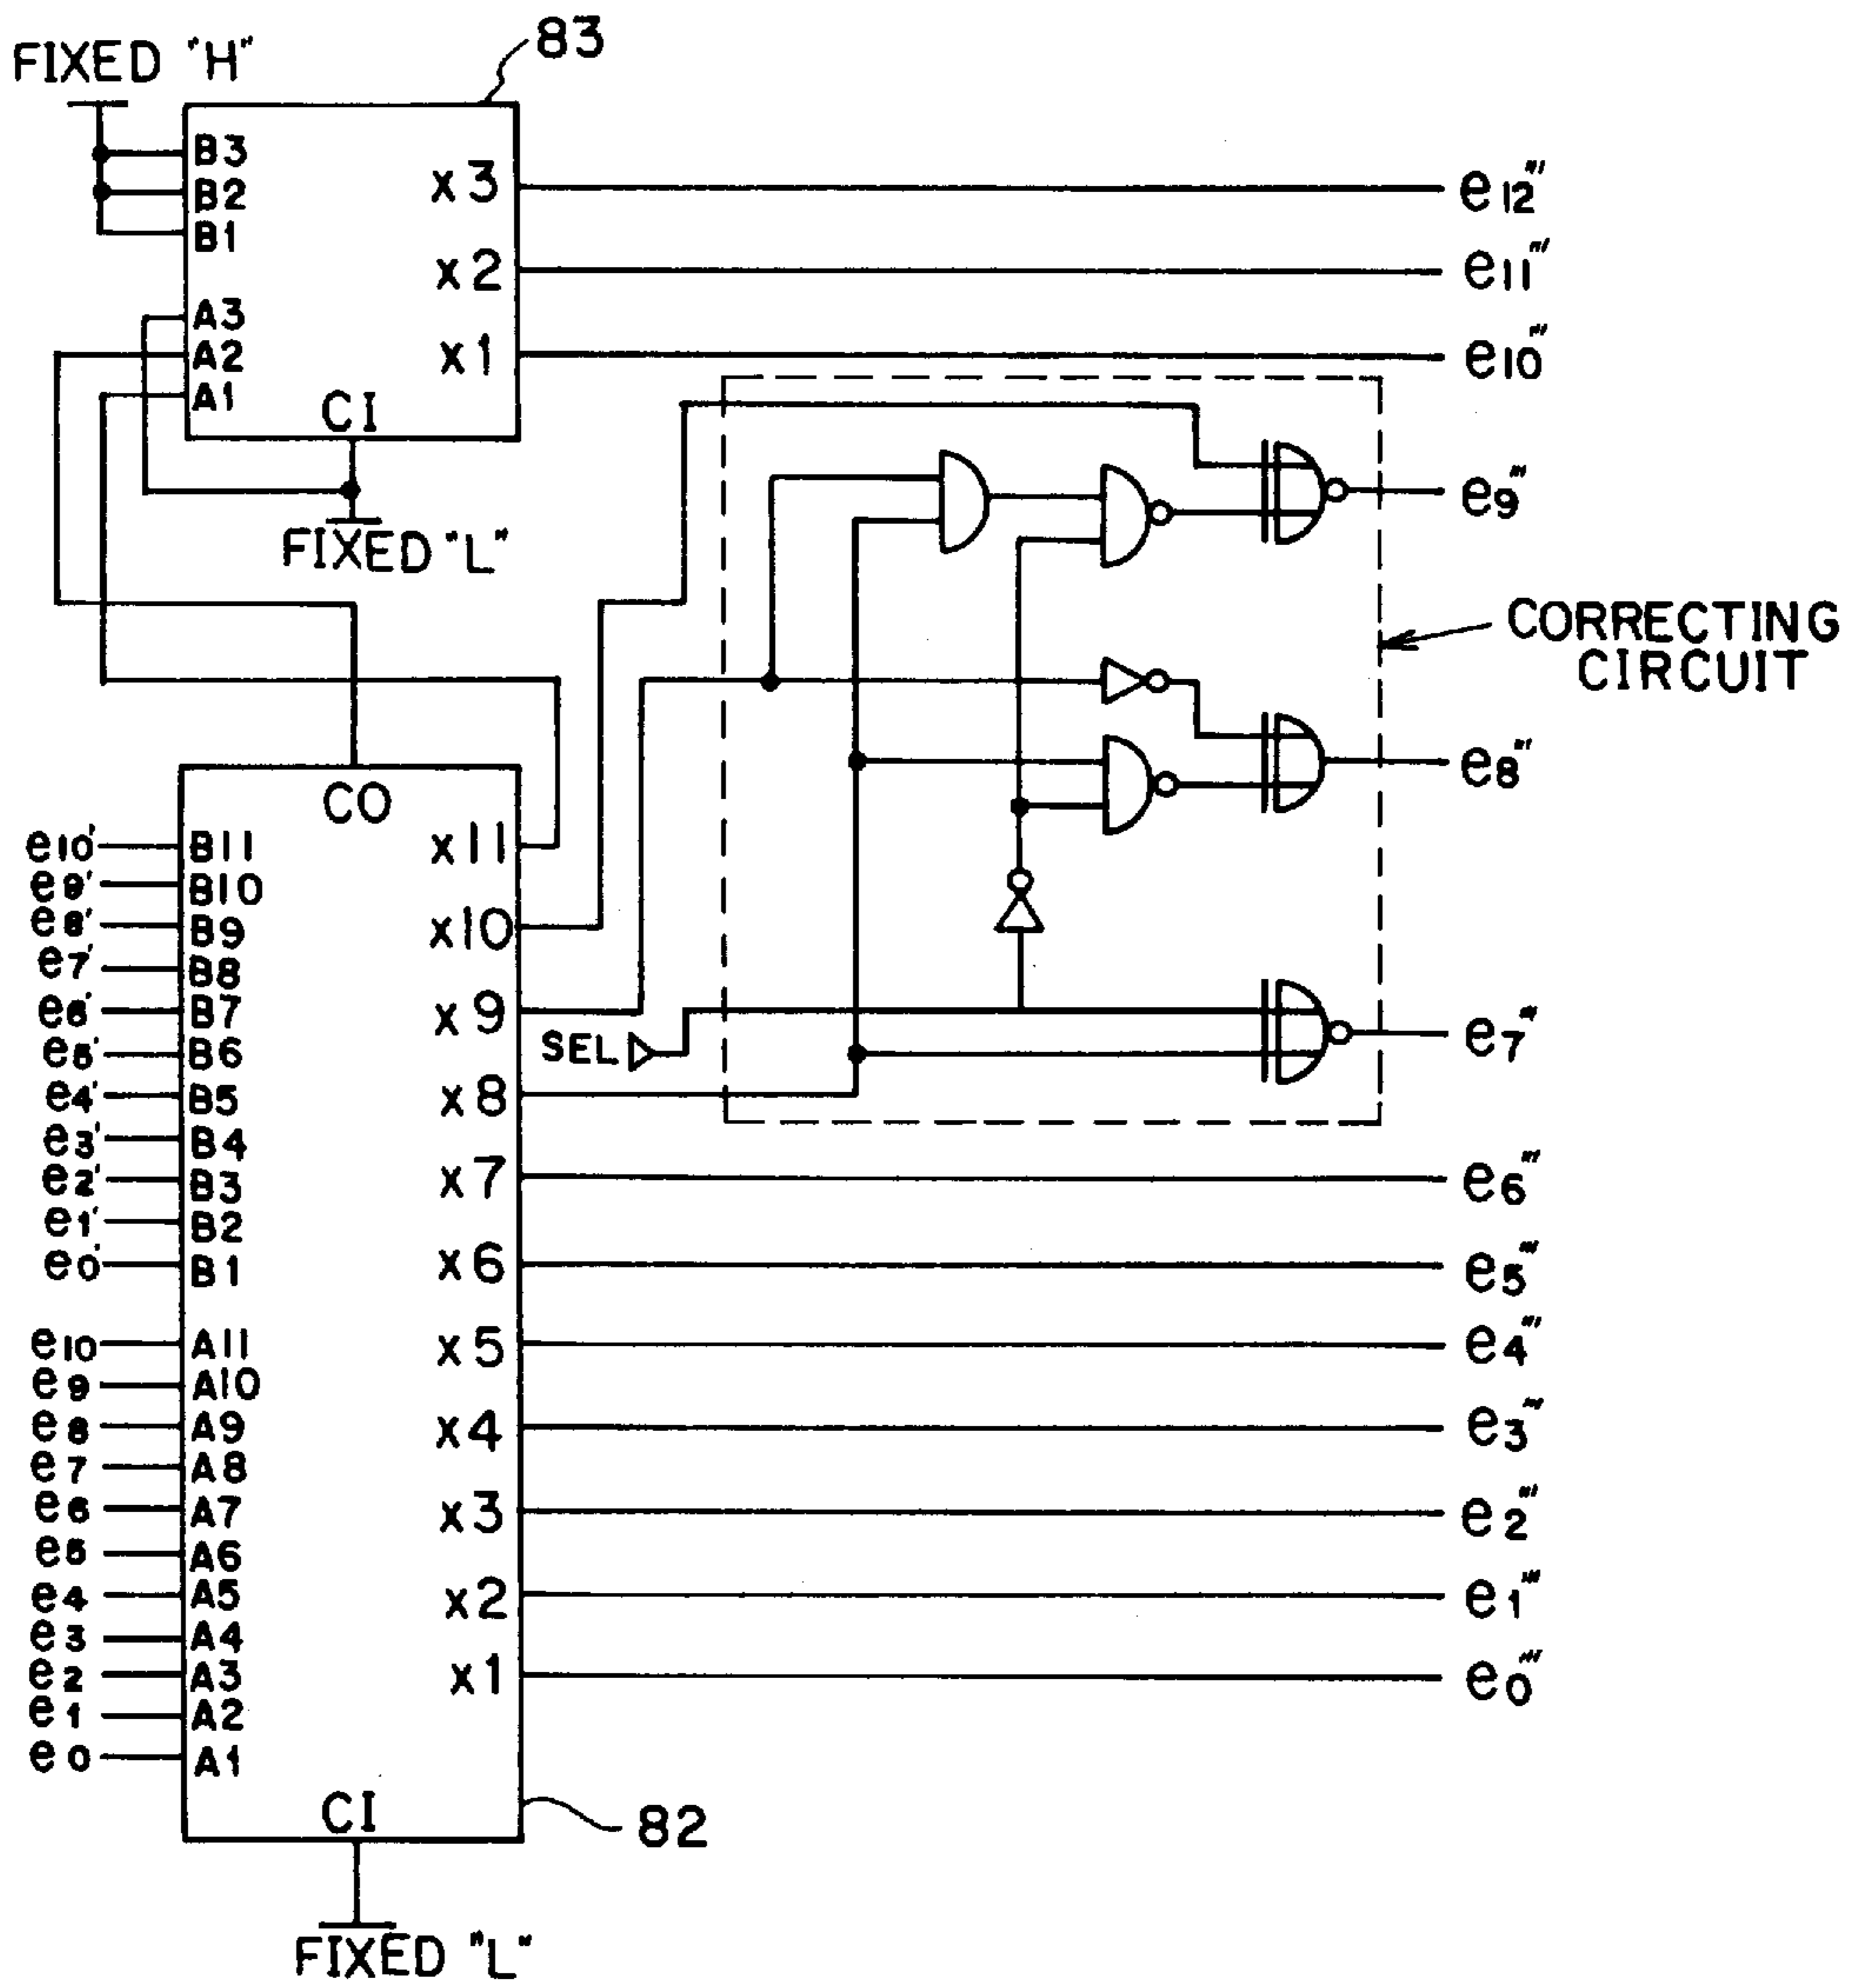 83
FIXED "H"
B3
B2
B1
A3
A2
A1
CI
x3
x2
x1
e12'''
e11'''
e10'''
FIXED "L"
e9'''
CORRECTING
CIRCUIT
e8'''
e7'''
SEL
CO
e10' B11
e9' B10
e8' B9
e7' B8
e6' B7
e5' B6
e4' B5
e3' B4
e2' B3
e1' B2
e0' B1
e10 A11
e9 A10
e8 A9
e7 A8
e6 A7
e5 A6
e4 A5
e3 A4
e2 A3
e1 A2
e0 A1
x11
x10
x9
x8
x7 e6'''
x6 e5'''
x5 e4'''
x4 e3'''
x3 e2'''
x2 e1'''
x1 e0'''
CI
82
FIXED "L"